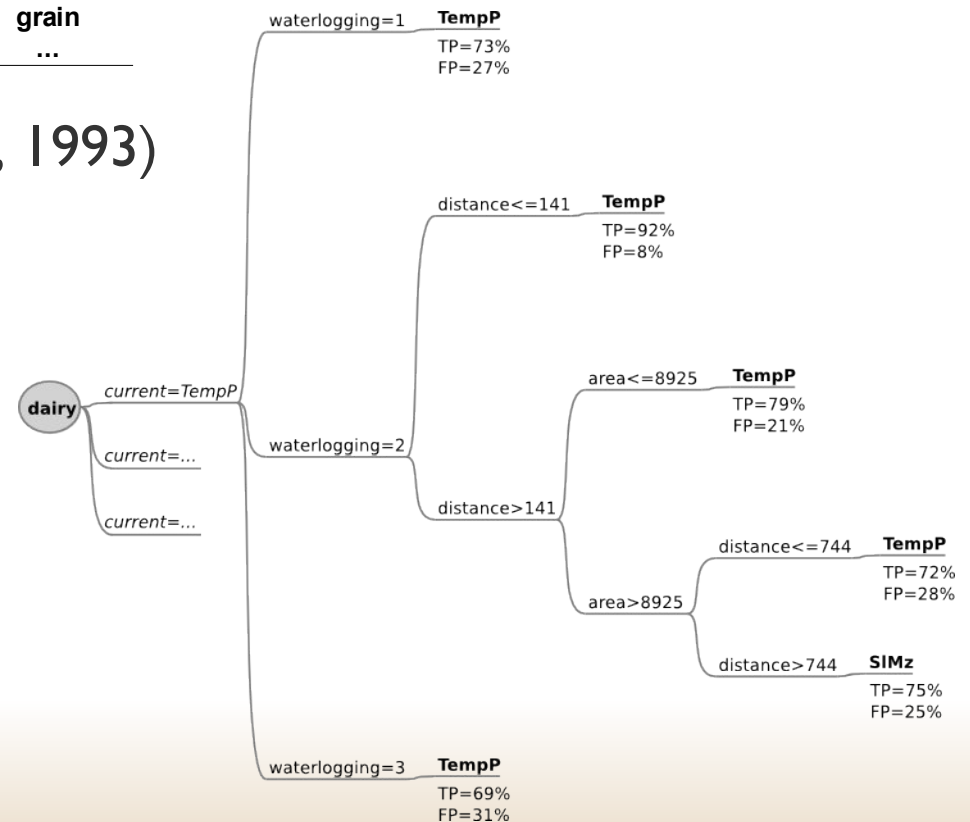 grain
...
, 1993)
waterlogging=1
TempP
TP=73%
FP=27%
distance<=141
TempP
TP=92%
FP=8%
area<=8925
TempP
TP=79%
FP=21%
dairy
current=TempP
current=...
current=...
waterlogging=2
distance>141
distance<=744
TempP
TP=72%
FP=28%
area>8925
distance>744
SIMz
TP=75%
FP=25%
waterlogging=3
TempP
TP=69%
FP=31%